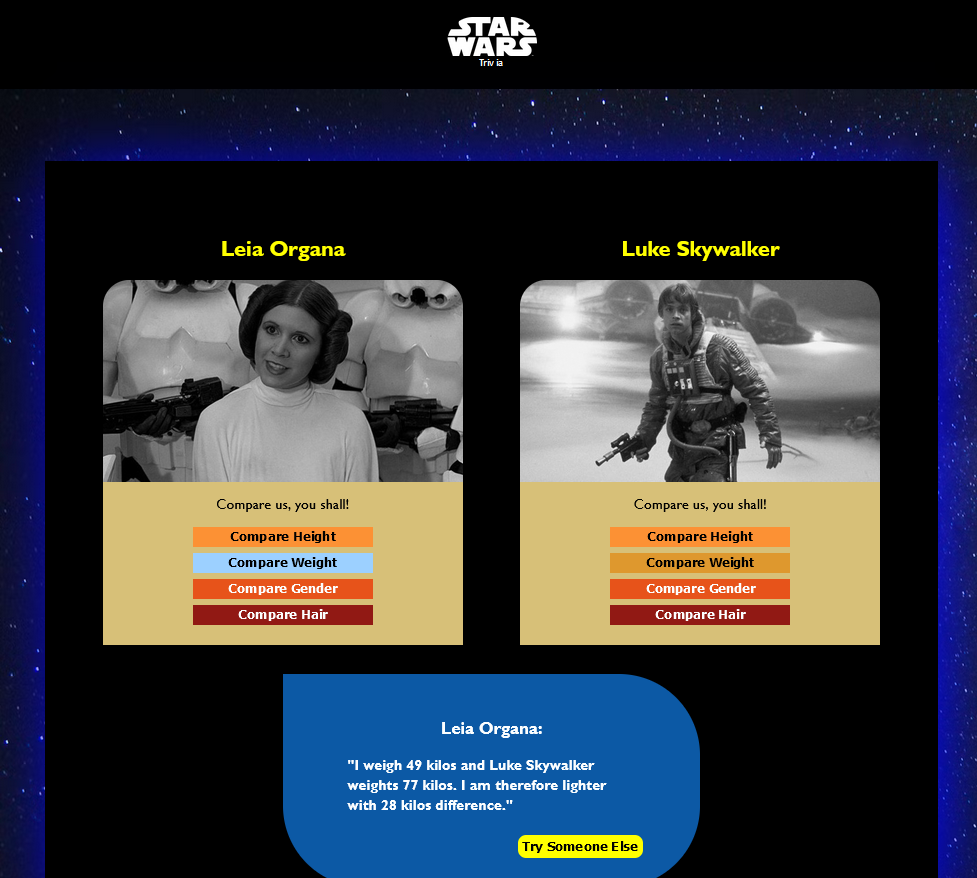 STAR
WARS
Trivia
Leia Organa
Luke Skywalker
Compare us, you shall!
Compare Height
Compare Weight
Compare Gender
Compare Hair
Compare us, you shall!
Compare Height
Compare Weight
Compare Gender
Compare Hair
Leia Organa:
"I weigh 49 kilos and Luke Skywalker
weights 77 kilos. I am therefore lighter
with 28 kilos difference."
Try Someone Else